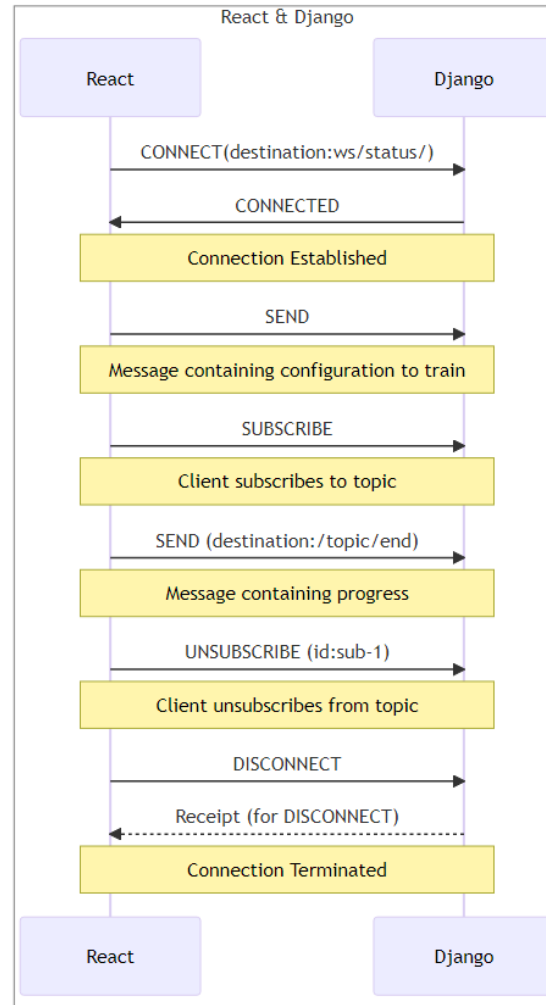 React & Django
React Django
CONNECT(destination:ws/status/)
CONNECTED
Connection Established
SEND
Message containing configuration to train
SUBSCRIBE
Client subscribes to topic
SEND (destination:/topic/end)
Message containing progress
UNSUBSCRIBE (id:sub-1)
Client unsubscribes from topic
DISCONNECT
Receipt (for DISCONNECT)
Connection Terminated
React Django